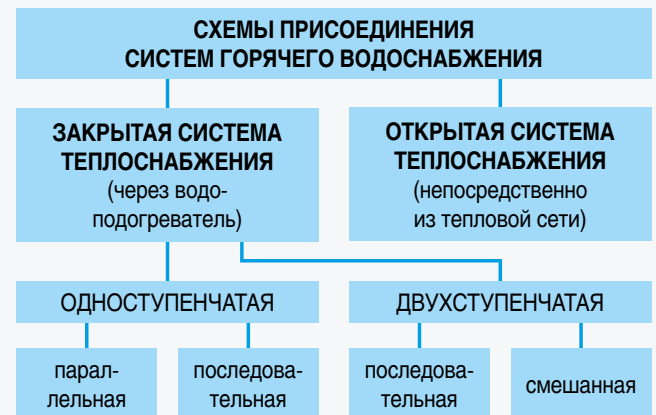 СХЕМЫ ПРИСОЕДИНЕНИЯ
СИСТЕМ ГОРЯЧЕГО ВОДОСНАБЖЕНИЯ
ЗАКРЫТАЯ СИСТЕМА
ТЕПЛОСНАБЖЕНИЯ
(через водо-
подогреватель)
ОТКРЫТАЯ СИСТЕМА
ТЕПЛОСНАБЖЕНИЯ
(непосредственно
из тепловой сети)
ОДНОСТУПЕНЧАТАЯ
ДВУХСТУПЕНЧАТАЯ
парал-
лельная
последова-
тельная
последова-
тельная
смешанная